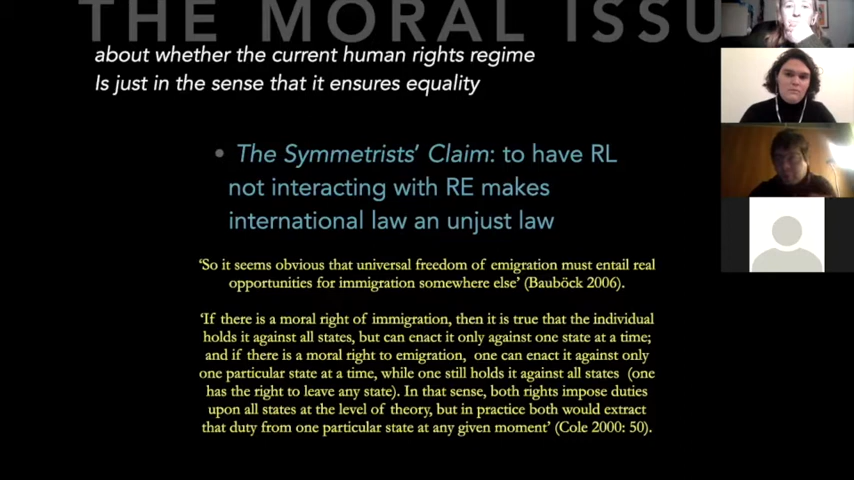 THE MORAL ISSU
about whether the current human rights regime
Is just in the sense that it ensures equality
• The Symmetrists' Claim: to have RL
not interacting with RE makes
international law an unjust law
'So it seems obvious that universal freedom of emigration must entail real
opportunities for immigration somewhere else' (Bauböck 2006).
'If there is a moral right of immigration, then it is true that the individual
holds it against all states, but can enact it only against one state at a time;
and if there is a moral right to emigration, one can enact it against only
one particular state at a time, while one still holds it against all states (one
has the right to leave any state). In that sense, both rights impose duties
upon all states at the level of theory, but in practice both would extract
that duty from one particular state at any given moment' (Cole 2000: 50).